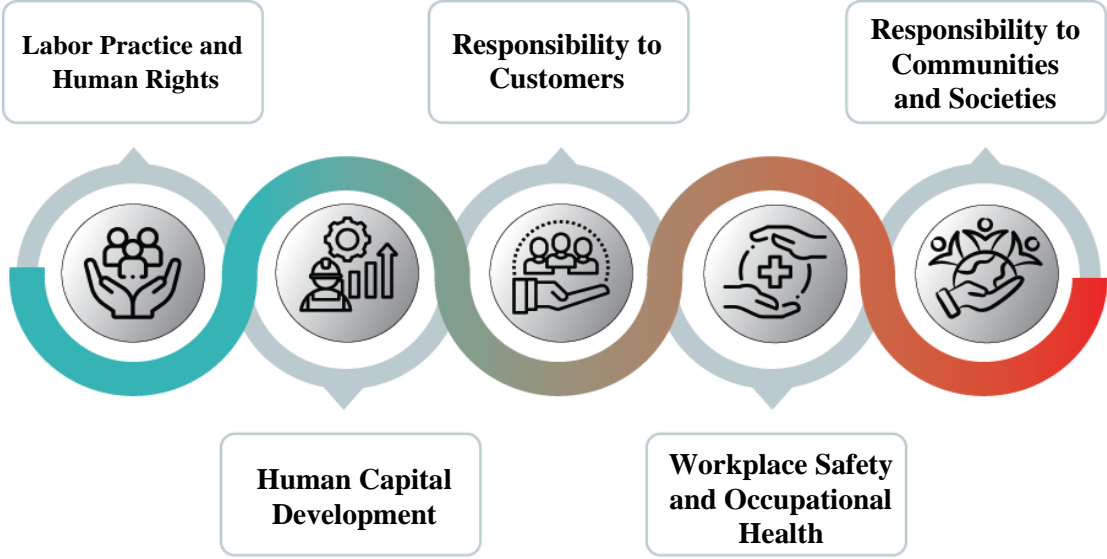 Labor Practice and
Human Rights
Human Capital
Development
Responsibility to
Customers
Workplace Safety
and Occupational
Health
Responsibility to
Communities
and Societies